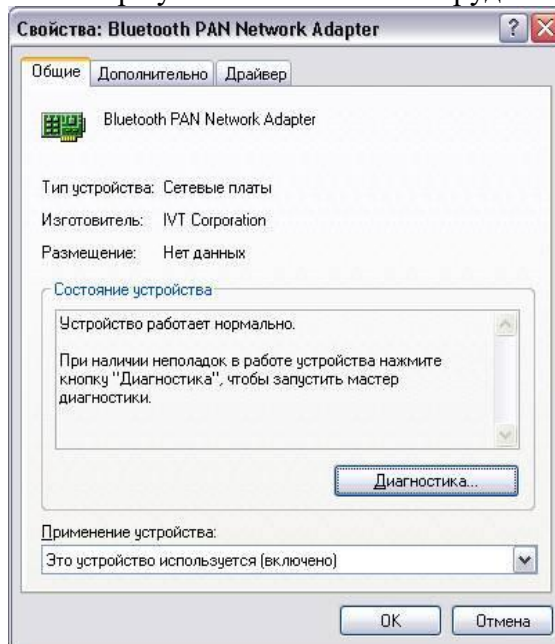 Свойства: Bluetooth PAN Network Adapter
Общие Дополнительно Драйвер
Bluetooth PAN Network Adapter
Тип устройства: Сетевые платы
Изготовитель: IVT Corporation
Размещение: Нет данных
Состояние устройства
Устройство работает нормально.
При наличии неполадок в работе устройства нажмите
кнопку "Диагностика", чтобы запустить мастер
диагностики.
Диагностика...
Применение устройства:
Это устройство используется (включено)
OK Отмена